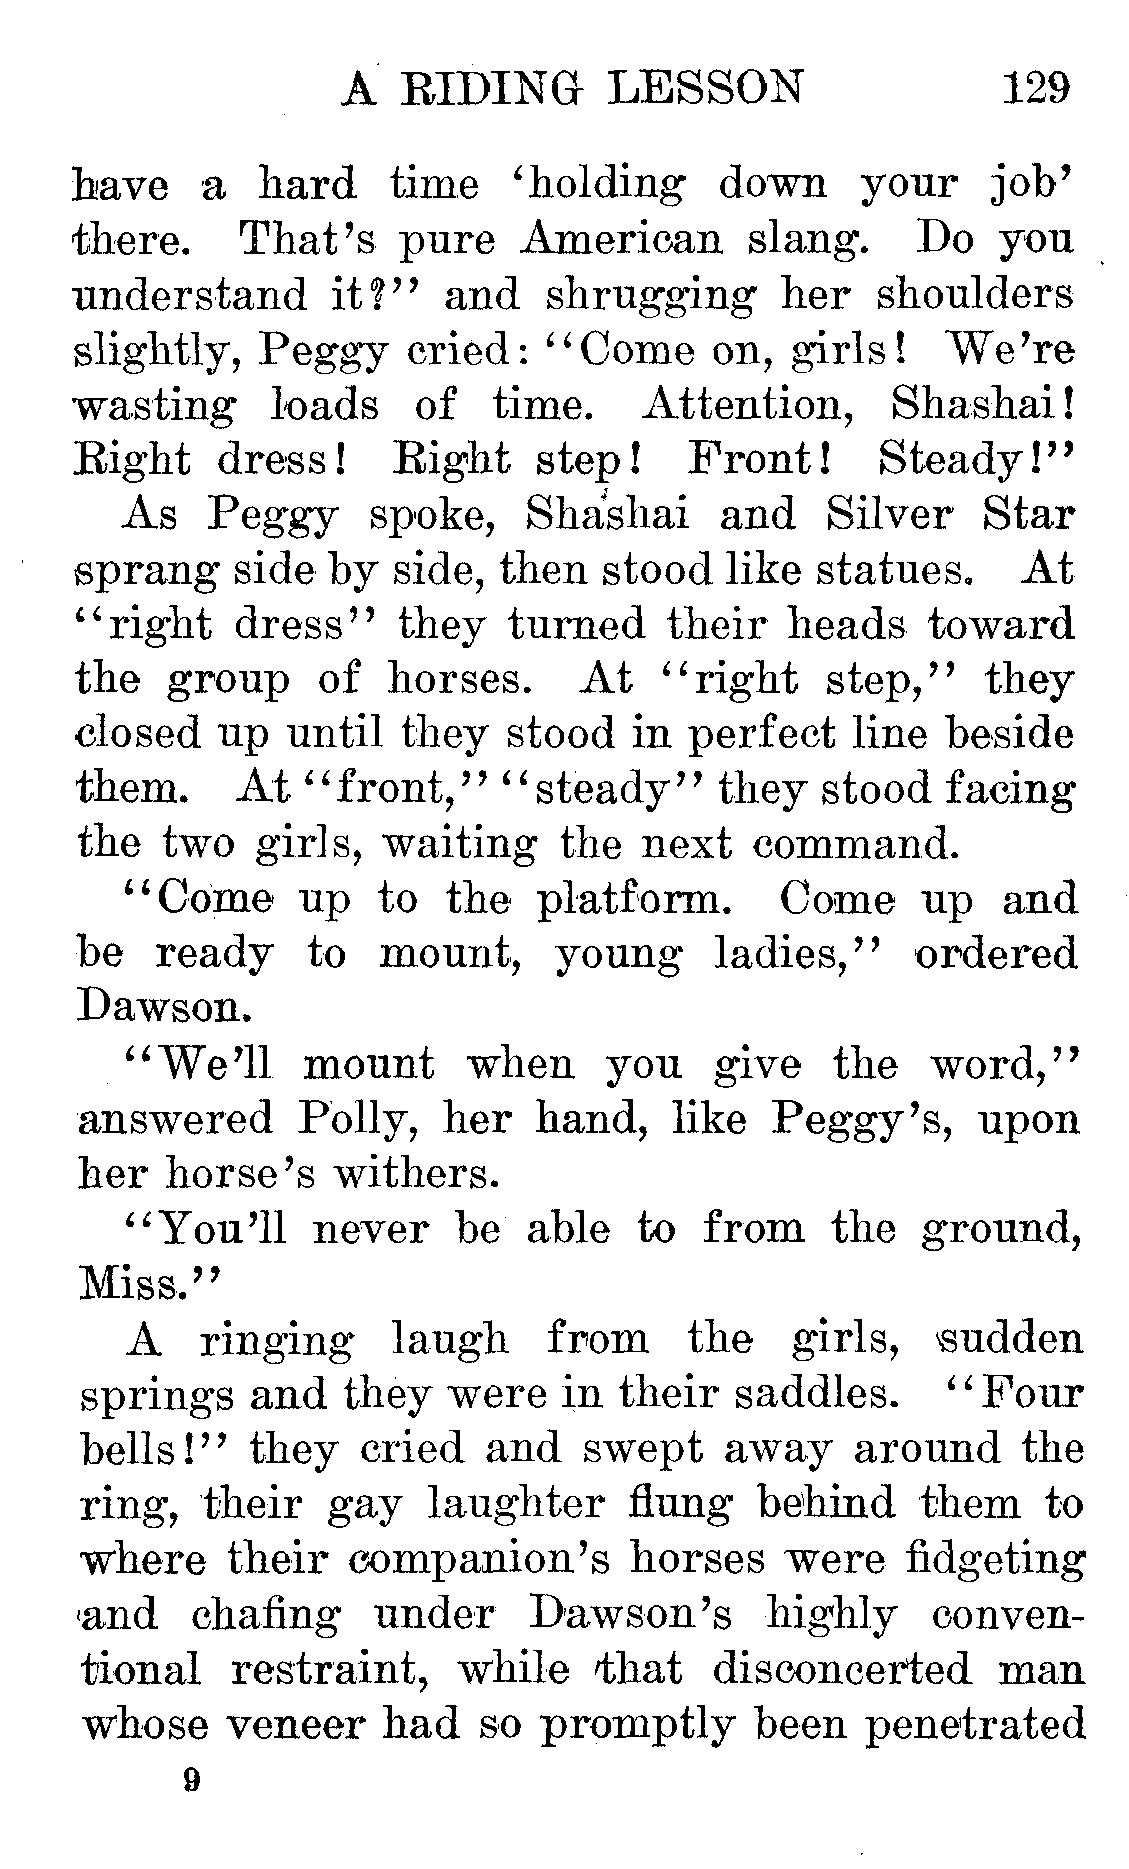 A RIDING LESSON 129
have a hard time 'holding down your job'
there. That's pure American slang. Do you
understand it?" and shrugging her shoulders
slightly, Peggy cried: "Come on, girls! We're
wasting loads of time. Attention, Shashai!
Right dress! Right step! Front! Steady!"
As Peggy spoke, Shashai and Silver Star
sprang side by side, then stood like statues. At
"right dress" they turned their heads toward
the group of horses. At "right step," they
closed up until they stood in perfect line beside
them. At "front," "steady" they stood facing
the two girls, waiting the next command.
"Come up to the platform. Come up and
be ready to mount, young ladies," ordered
Dawson.
"We'll mount when you give the word,"
answered Polly, her hand, like Peggy's, upon
her horse's withers.
"You'll never be able to from the ground,
Miss."
A ringing laugh from the girls, sudden
springs and they were in their saddles. "Four
bells!" they cried and swept away around the
ring, their gay laughter flung behind them to
where their companion's horses were fidgeting
and chafing under Dawson's highly conven-
tional restraint, while that disconcerted man
whose veneer had so promptly been penetrated
9